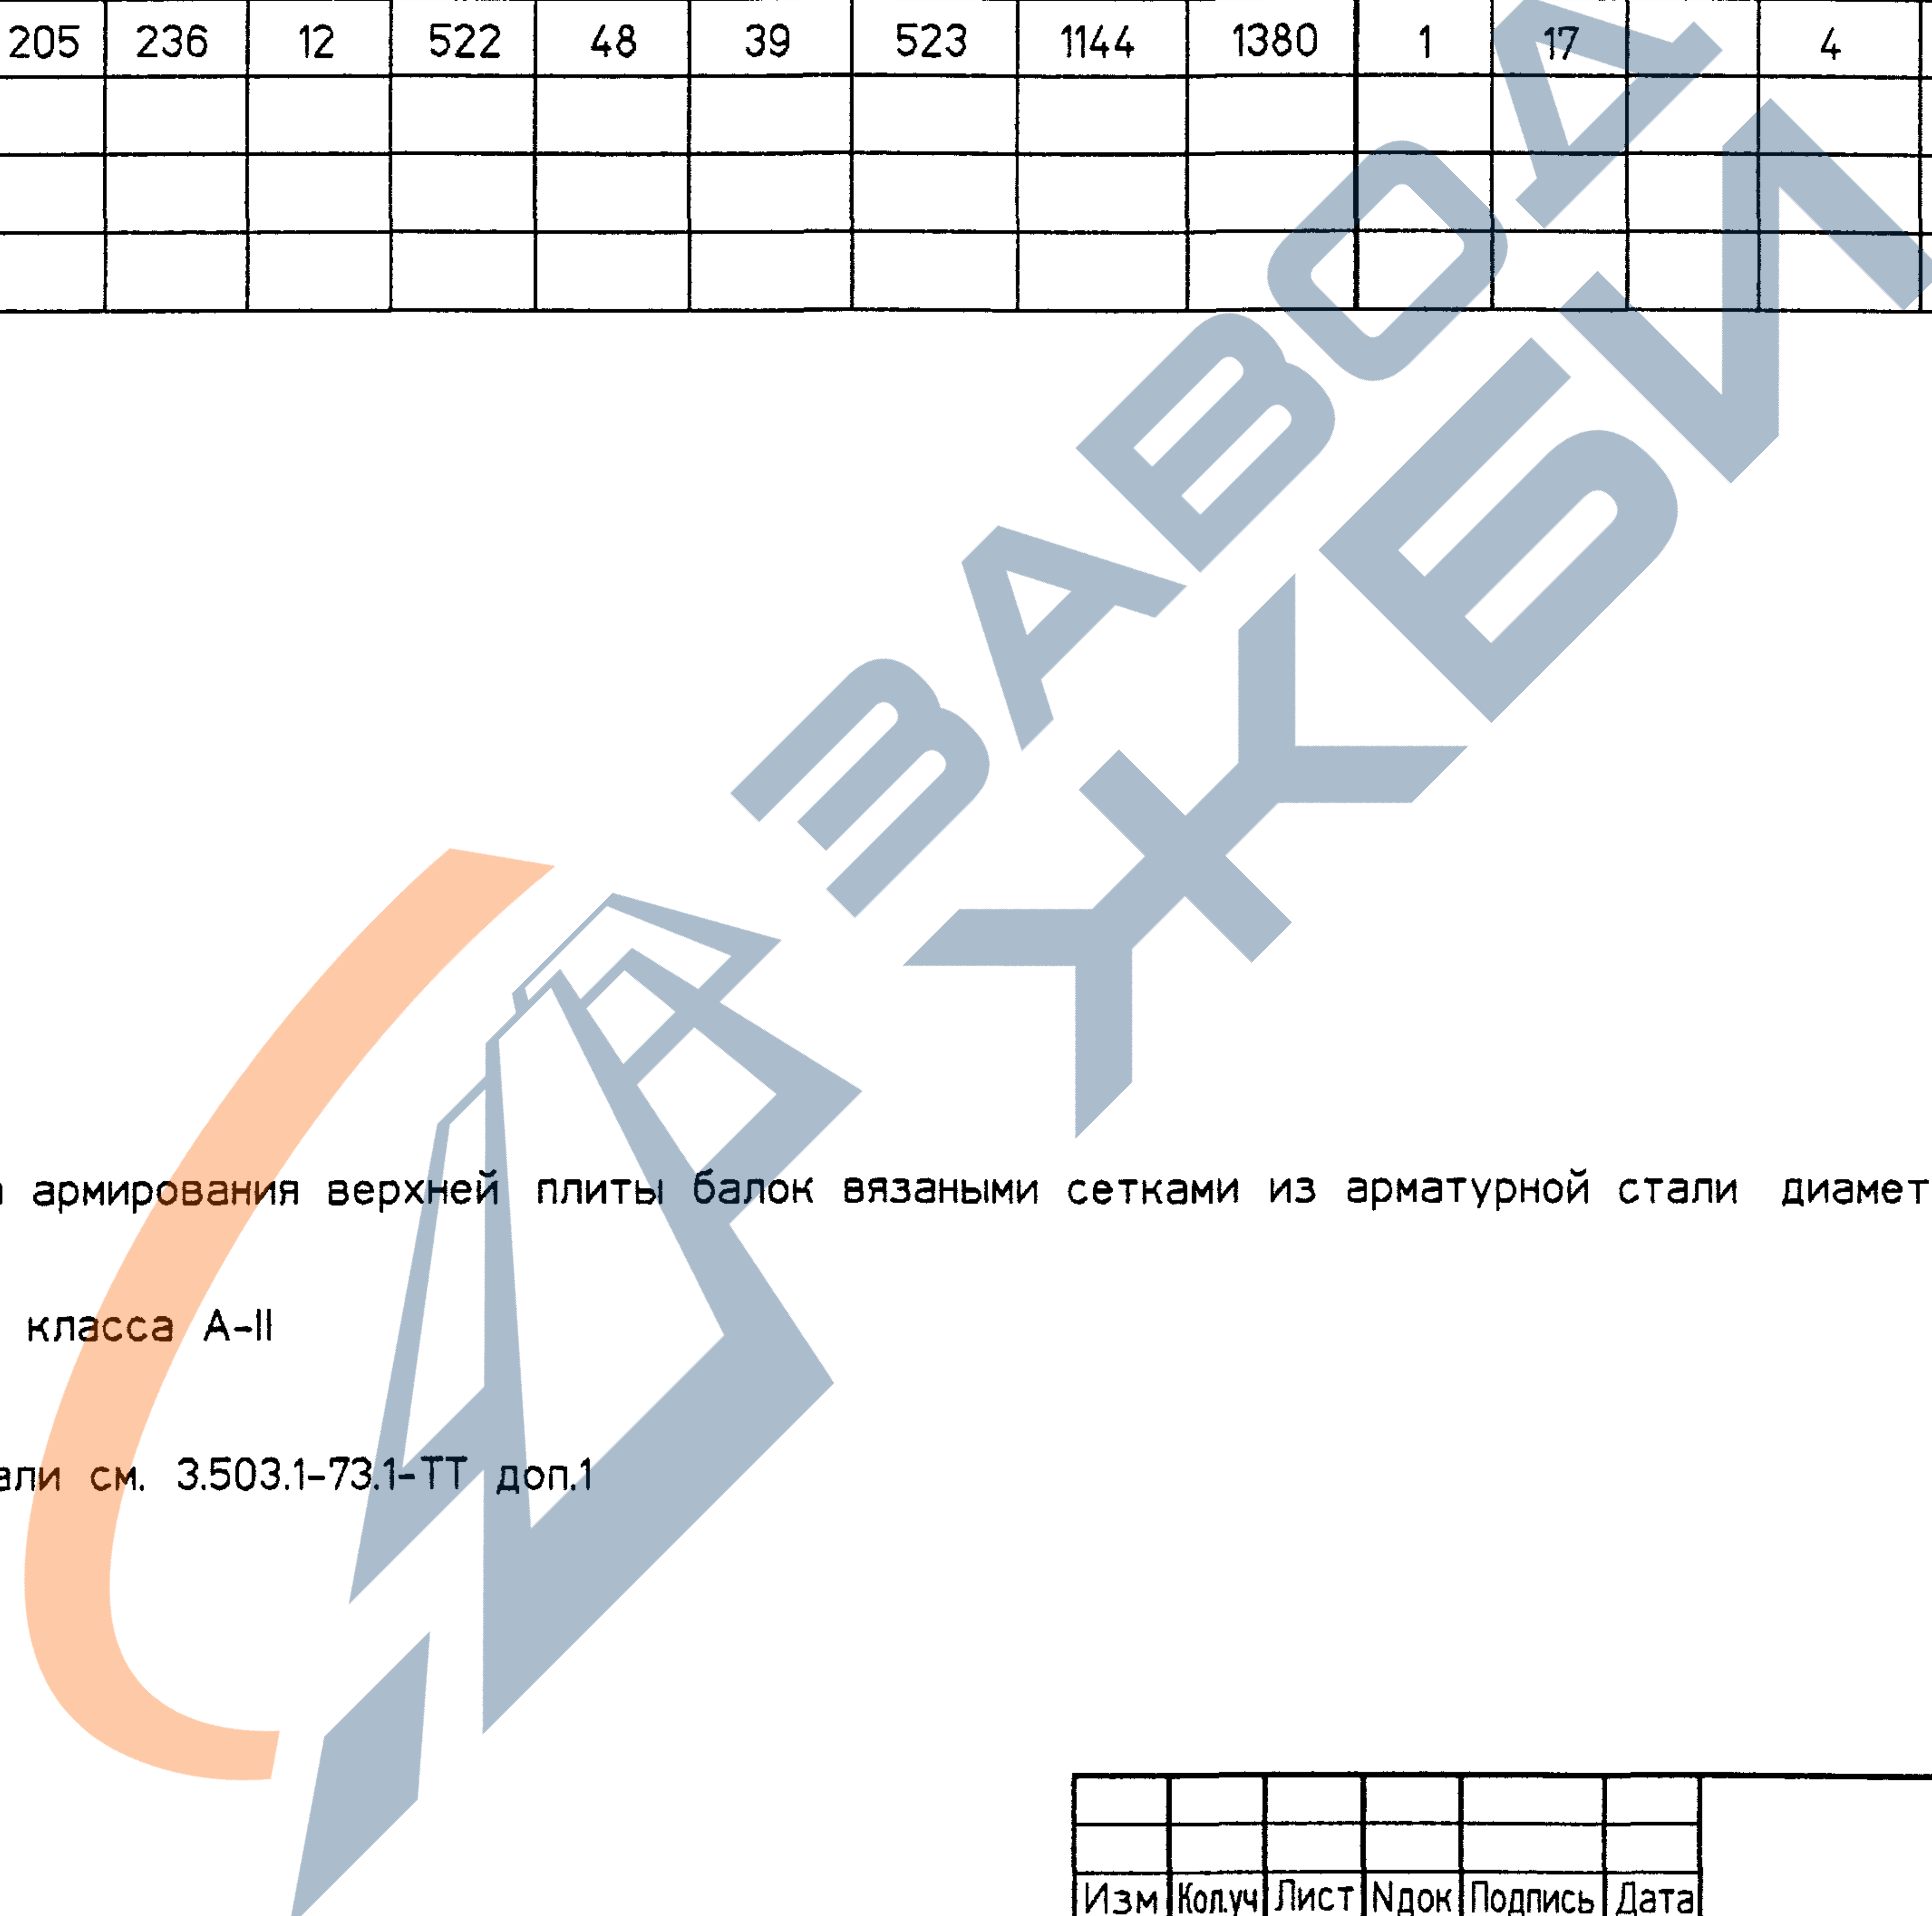 205 236 12 522 48 39 523 1144 1380 1 17 4
ЗАВОД
ЖБИ
армирования верхней плиты балок вязаными сетками из арматурной стали
класса А-II
см. 3.503.1-73.1-ТТ доп.1
Изм Кол.уч Лист Nдок Подпись Дата